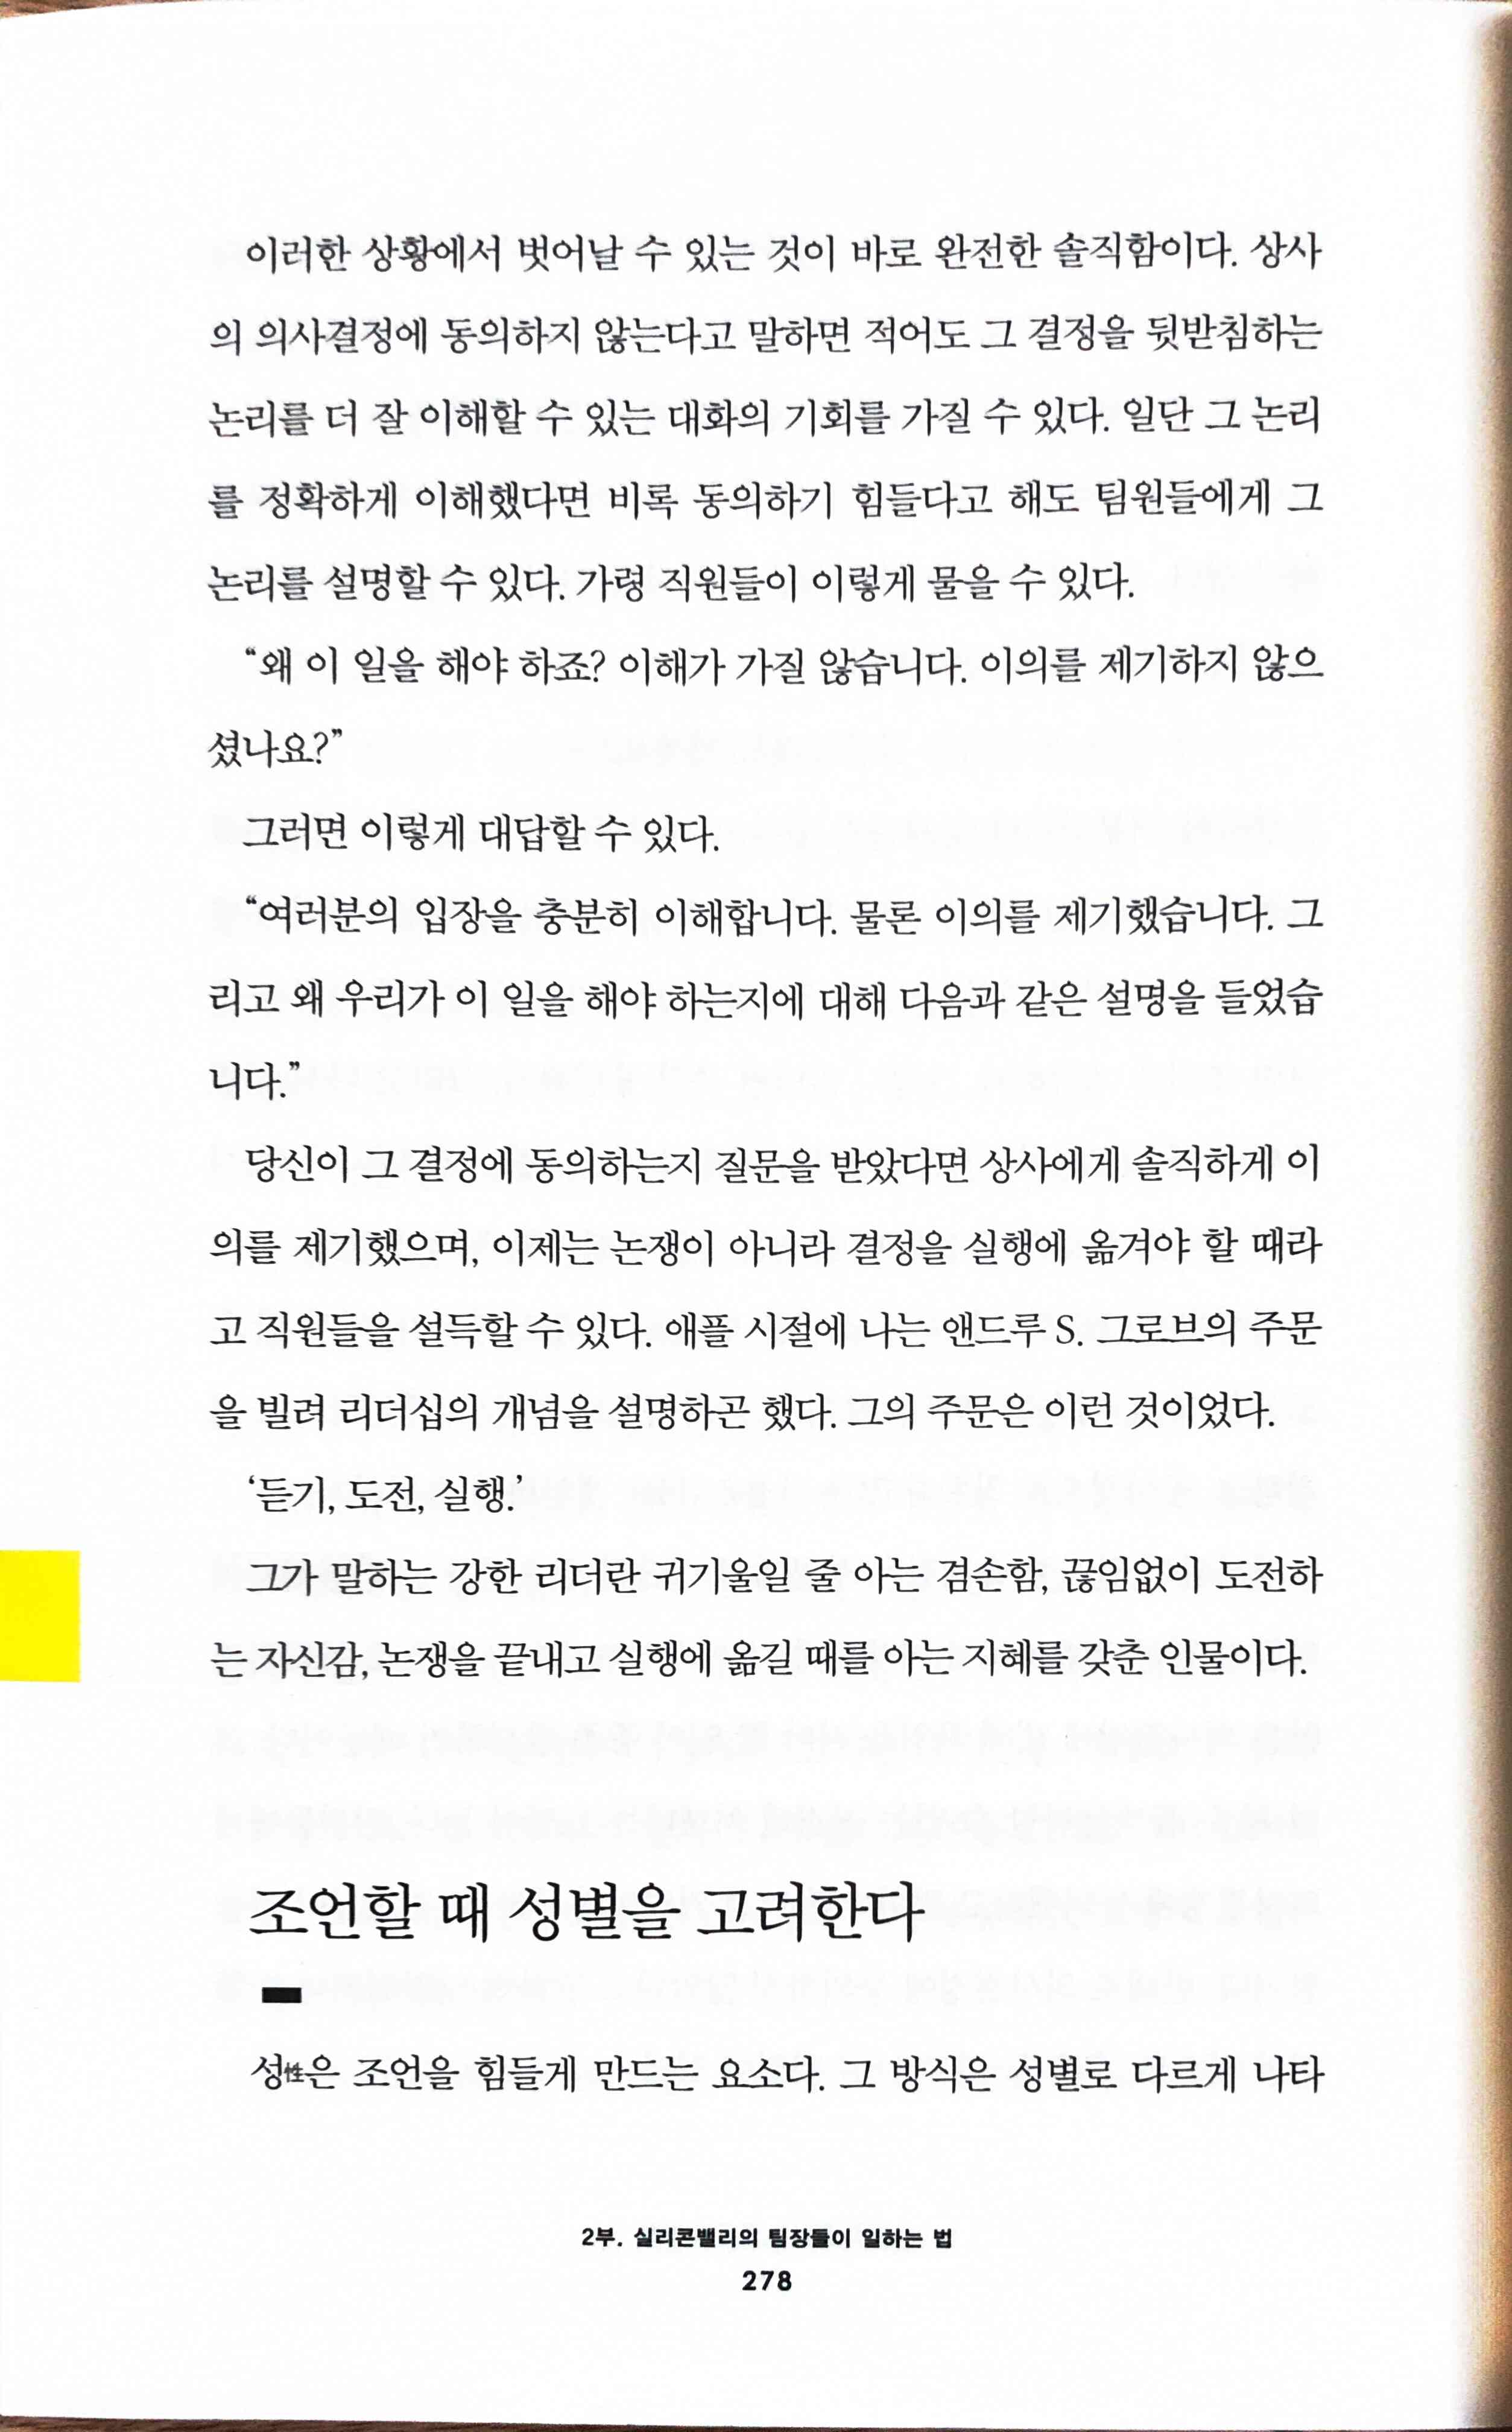 이러한 상황에서 벗어날 수 있는 것이 바로 완전한 솔직함이다. 상사
의 의사결정에 동의하지 않는다고 말하면 적어도 그 결정을 뒷받침하는
논리를 더 잘 이해할 수 있는 대화의 기회를 가질 수 있다. 일단 그 논리
를 정확하게 이해했다면 비록 동의하기 힘들다고 해도 팀원들에게 그
논리를 설명할 수 있다. 가령 직원들이 이렇게 물을 수 있다.
“왜 이 일을 해야 하죠? 이해가 가질 않습니다. 이의를 제기하지 않으
셨나요?”
그러면 이렇게 대답할 수 있다.
“여러분의 입장을 충분히 이해합니다. 물론 이의를 제기했습니다. 그
리고 왜 우리가 이 일을 해야 하는지에 대해 다음과 같은 설명을 들었습
니다.”
당신이 그 결정에 동의하는지 질문을 받았다면 상사에게 솔직하게 이
의를 제기했으며, 이제는 논쟁이 아니라 결정을 실행에 옮겨야 할 때라
고 직원들을 설득할 수 있다. 애플 시절에 나는 앤드루 S. 그로브의 주문
을 빌려 리더십의 개념을 설명하곤 했다. 그의 주문은 이런 것이었다.
‘듣기, 도전, 실행.’
그가 말하는 강한 리더란 귀기울일 줄 아는 겸손함, 끊임없이 도전하
는 자신감, 논쟁을 끝내고 실행에 옮길 때를 아는 지혜를 갖춘 인물이다.
조언할 때 성별을 고려한다
성性은 조언을 힘들게 만드는 요소다. 그 방식은 성별로 다르게 나타
2부. 실리콘밸리의 팀장들이 일하는 법
278